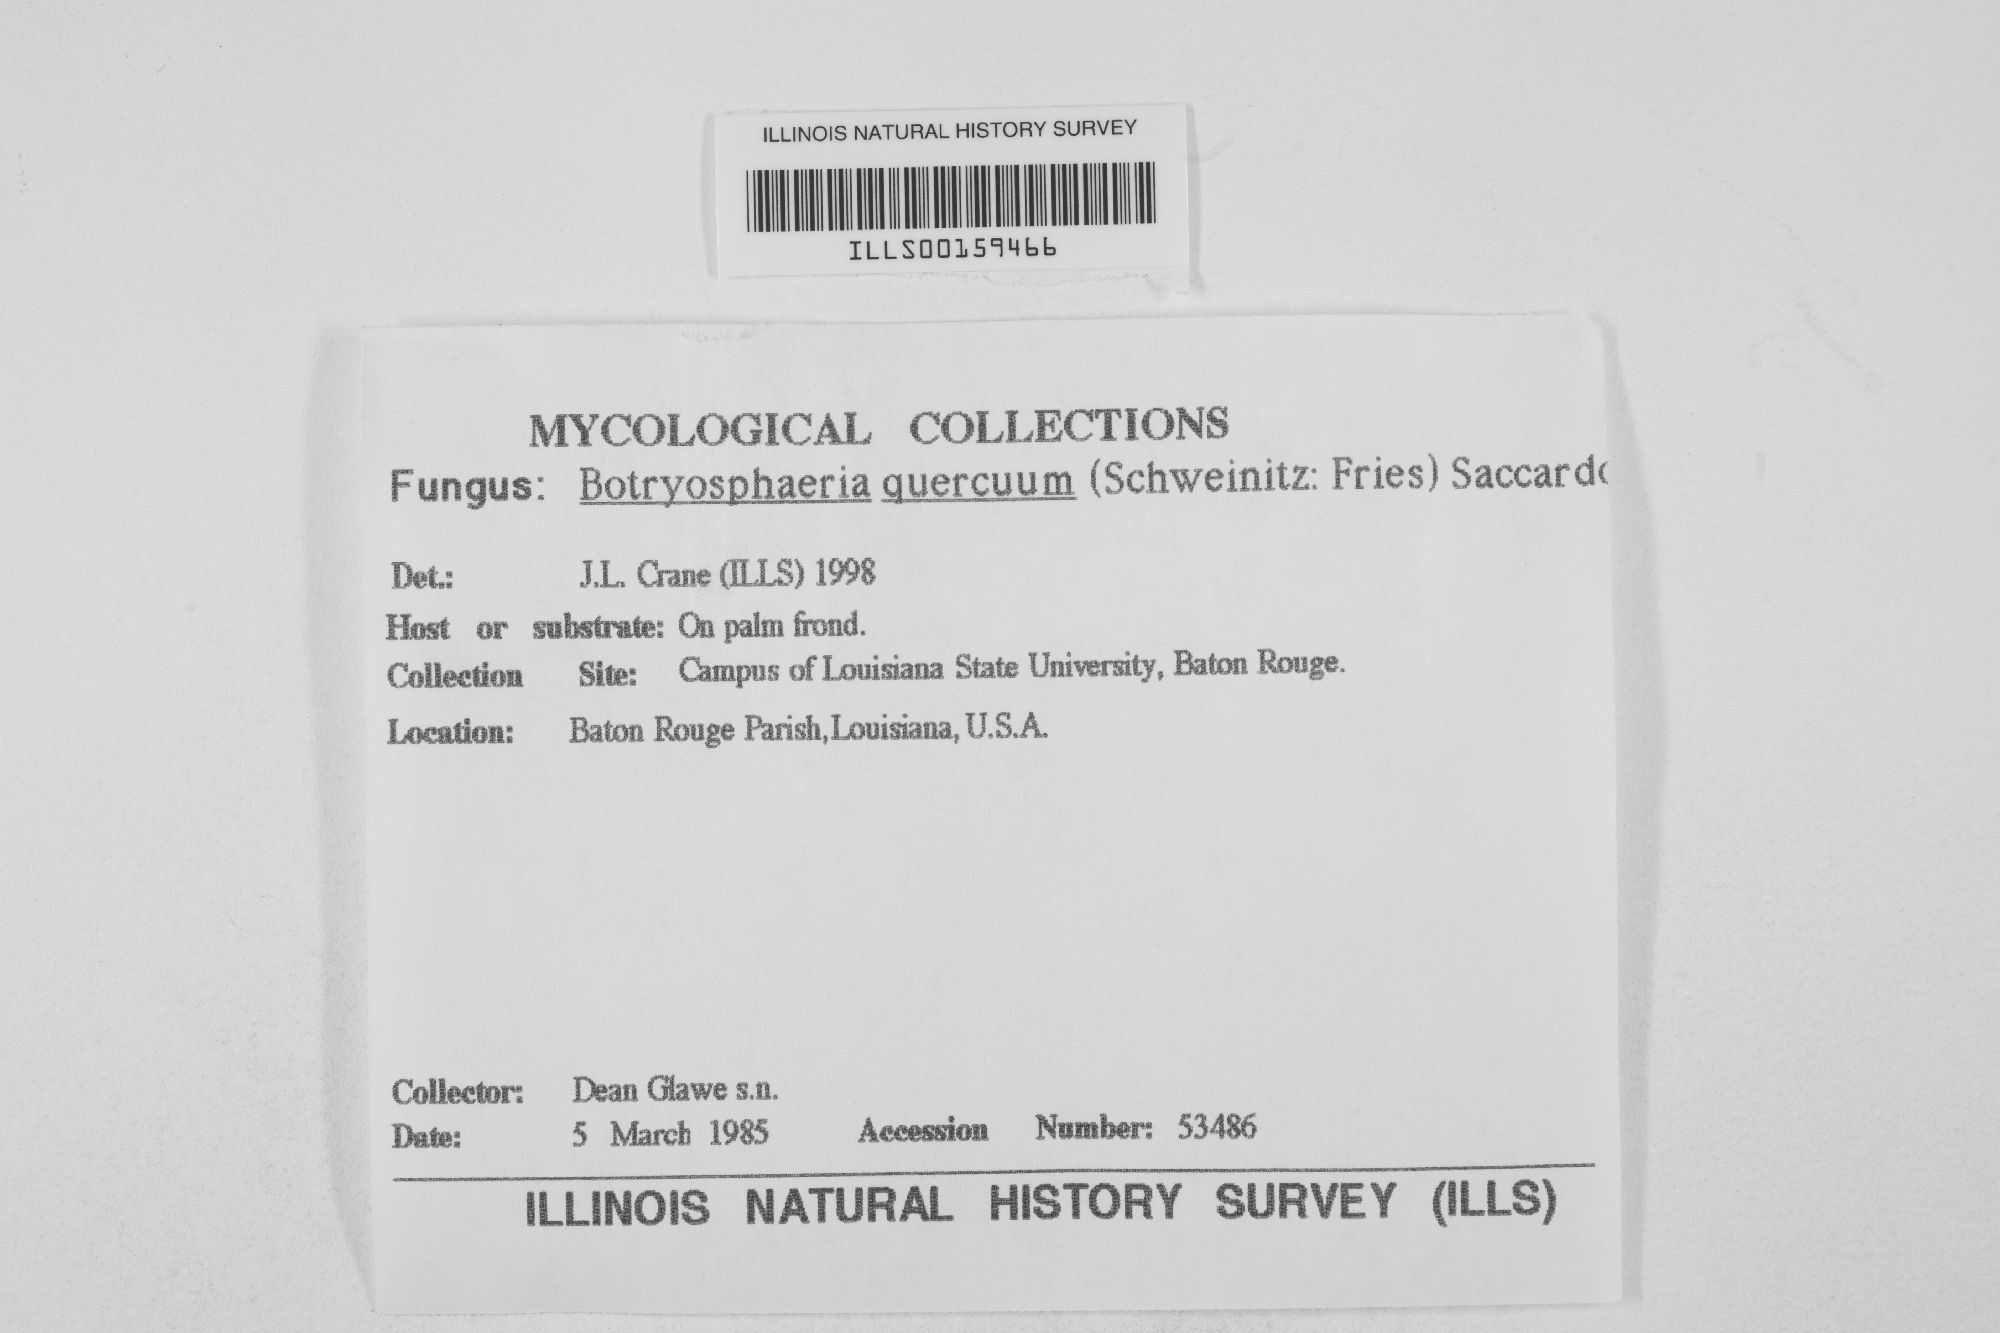 ILLINOIS NATURAL HISTORY SURVEY
ILLS00159466
MYCOLOGICAL COLLECTIONS
Fungus: Botryosphaeria quercuum (Schweinitz: Fries) Saccardo
Det.: J.L. Crane (ILLS) 1998
Host or substrate: On palm frond.
Collection Site: Campus of Louisiana State University, Baton Rouge.
Location: Baton Rouge Parish, Louisiana, U.S.A.
Collector: Dean Glawe s.n.
Date: 5 March 1985 Accession Number: 53486
ILLINOIS NATURAL HISTORY SURVEY (ILLS)